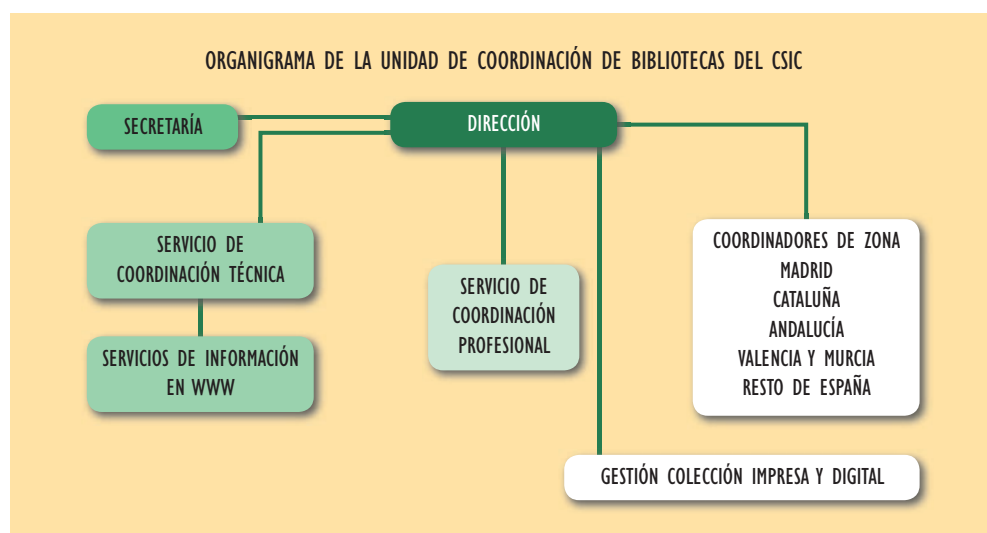 ORGANIGRAMA DE LA UNIDAD DE COORDINACIÓN DE BIBLIOTECAS DEL CSIC
SECRETARÍA
DIRECCIÓN
SERVICIO DE
COORDINACIÓN TÉCNICA
SERVICIOS DE INFORMACIÓN
EN WWW
SERVICIO DE
COORDINACIÓN
PROFESIONAL
COORDINADORES DE ZONA
MADRID
CATALUÑA
ANDALUCÍA
VALENCIA Y MURCIA
RESTO DE ESPAÑA
GESTIÓN COLECCIÓN IMPRESA Y DIGITAL